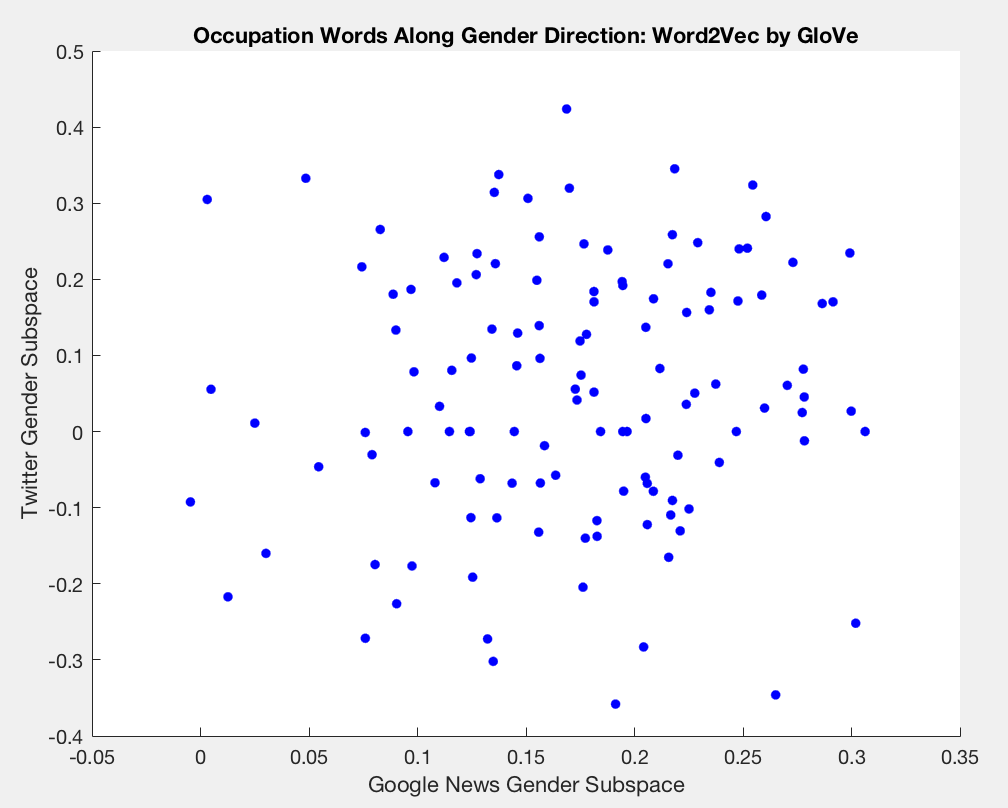 Occupation Words Along Gender Direction: Word2Vec by GloVe
0.5
0.4
0.3
0.2
0.1
0
-0.1
-0.2
-0.3
-0.4
Twitter Gender Subspace
-0.05 0 0.05 0.1 0.15 0.2 0.25 0.3 0.35
Google News Gender Subspace